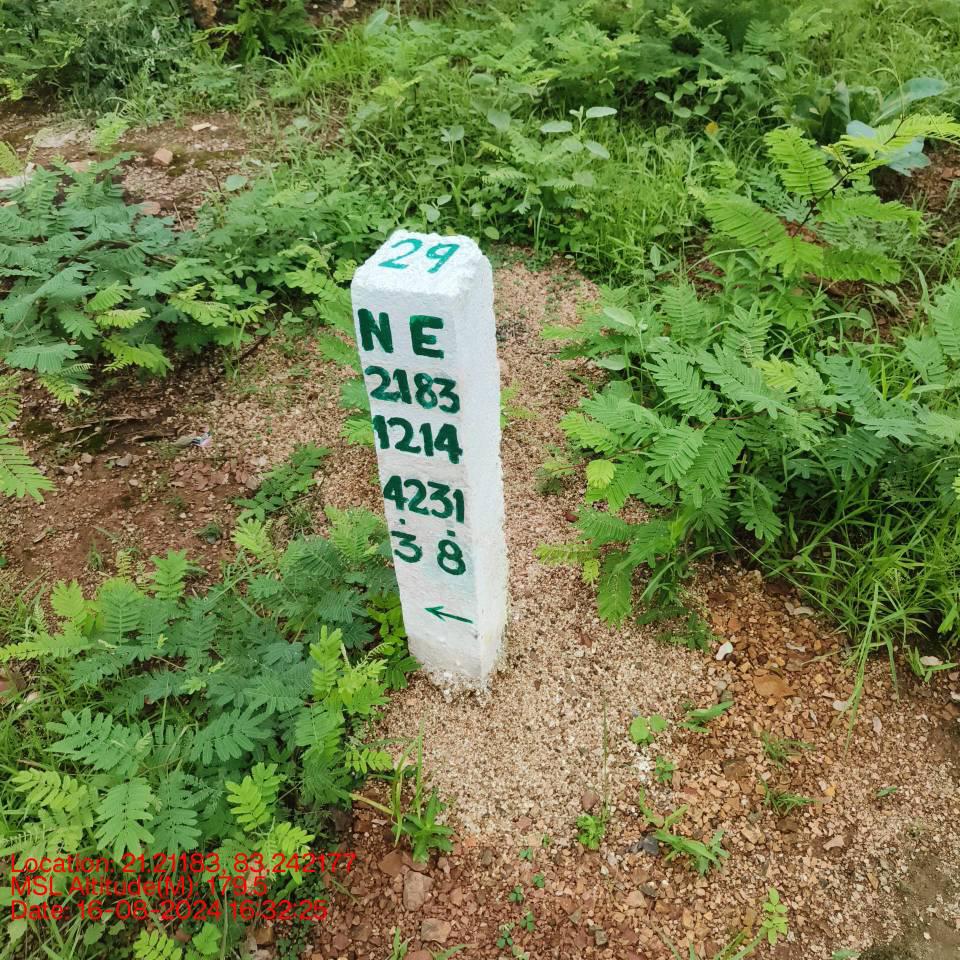 29
N E
2183
1214
4231
. .
3 8
←
Location: 21.21183, 83.242177
MSL Altitude(M) 179.5
Date: 16-08-2024 16:32:25